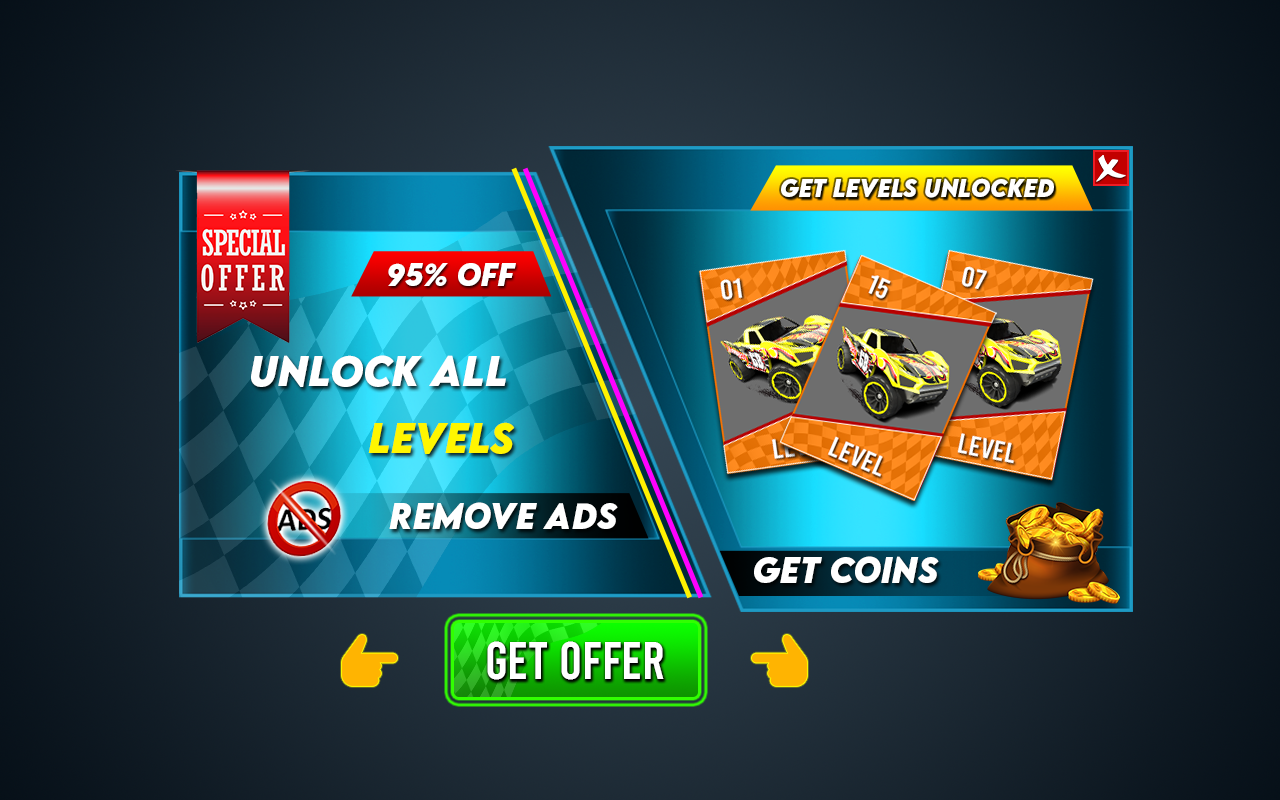 SPECIAL
OFFER
95% OFF
UNLOCK ALL
LEVELS
ADS
REMOVE ADS
GET LEVELS UNLOCKED
01
15
07
LE
LEVEL
LEVEL
GET COINS
GET OFFER